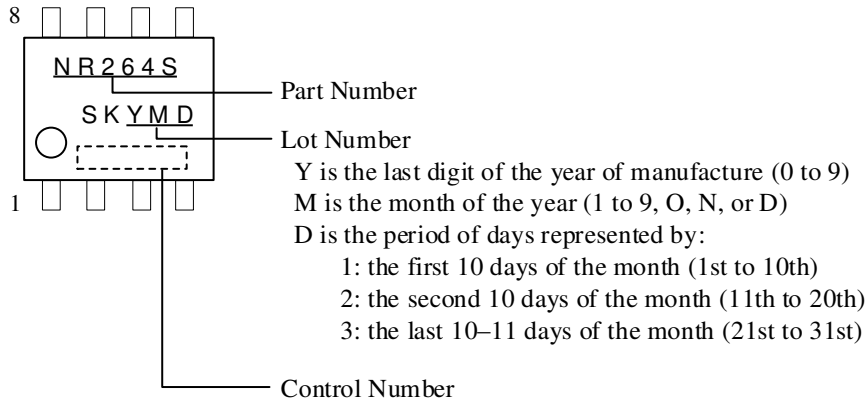 8
NR264S
Part Number
SKYMD
Lot Number
Y is the last digit of the year of manufacture (0 to 9)
1
M is the month of the year (1 to 9, O, N, or D)
D is the period of days represented by:
1: the first 10 days of the month (1st to 10th)
2: the second 10 days of the month (11th to 20th)
3: the last 10–11 days of the month (21st to 31st)
Control Number